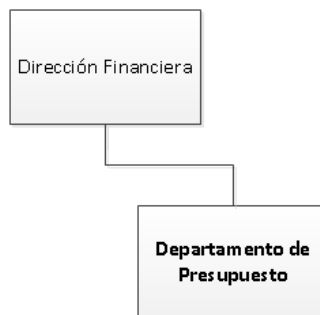 Dirección Financiera
Departamento de
Presupuesto